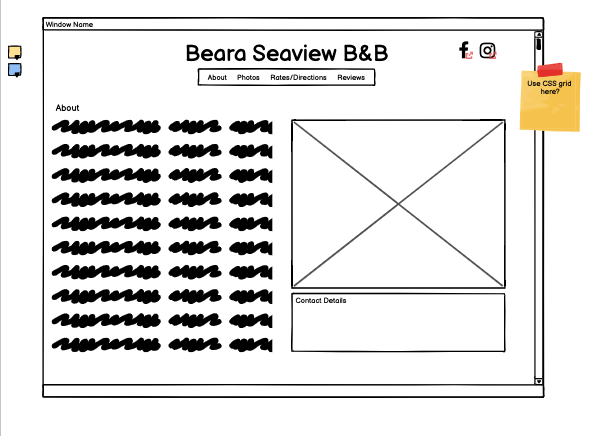 Window Name
Beara Seaview B&B
About Photos Rates/Directions Reviews
Use CSS grid
here?
About
Contact Details